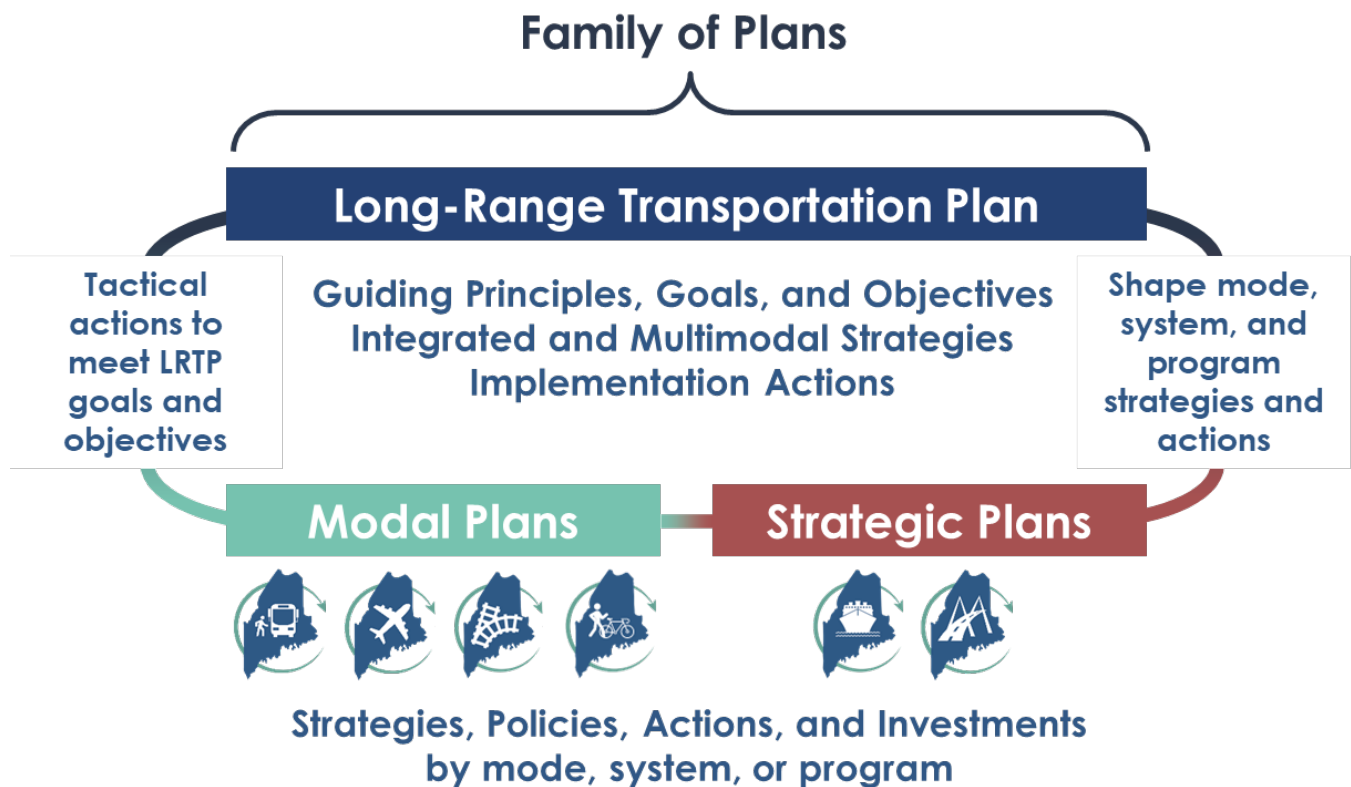 Family of Plans
Long-Range Transportation Plan
Tactical
actions to
meet LRTP
goals and
objectives
Guiding Principles, Goals, and Objectives
Integrated and Multimodal Strategies
Implementation Actions
Shape mode,
system, and
program
strategies and
actions
Modal Plans
Strategic Plans
Strategies, Policies, Actions, and Investments
by mode, system, or program